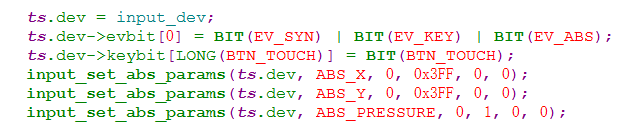 ts.dev = input_dev;
ts.dev->evbit[0] = BIT(EV_SYN) | BIT(EV_KEY) | BIT(EV_ABS);
ts.dev->keybit[LONG(BTN_TOUCH)] = BIT(BTN_TOUCH);
input_set_abs_params(ts.dev, ABS_X, 0, 0x3FF, 0, 0);
input_set_abs_params(ts.dev, ABS_Y, 0, 0x3FF, 0, 0);
input_set_abs_params(ts.dev, ABS_PRESSURE, 0, 1, 0, 0);